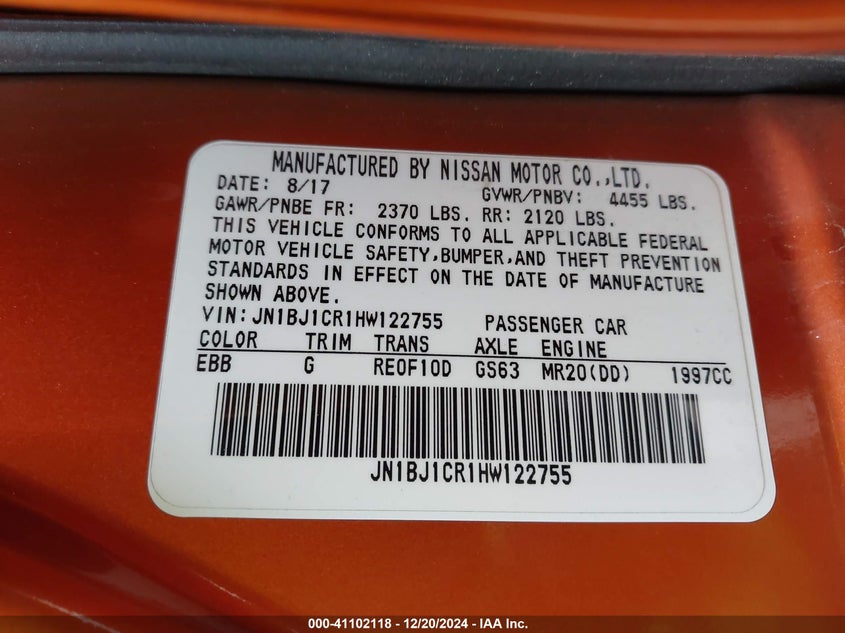 MANUFACTURED BY NISSAN MOTOR CO.,LTD.
DATE: 8/17 GVWR/PNBV: 4455 LBS.
GAWR/PNBE FR: 2370 LBS. RR: 2120 LBS.
THIS VEHICLE CONFORMS TO ALL APPLICABLE FEDERAL
MOTOR VEHICLE SAFETY,BUMPER,AND THEFT PREVENTION
STANDARDS IN EFFECT ON THE DATE OF MANUFACTURE
SHOWN ABOVE.
VIN:JN1BJ1CR1HW122755 PASSENGER CAR
COLOR TRIM TRANS AXLE ENGINE
EBB G RE0F10D GS63 MR20(DD) 1997CC
JN1BJ1CR1HW122755
000-41102118 - 12/20/2024 - IAA Inc.